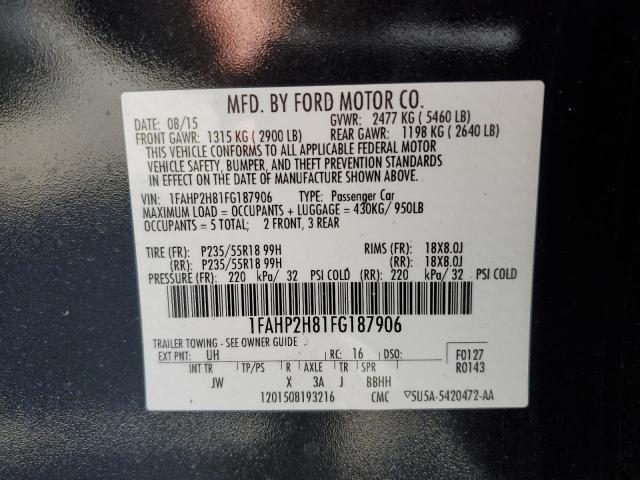 MFD. BY FORD MOTOR CO.
DATE: 08/15 GVWR: 2477 KG ( 5460 LB)
FRONT GAWR: 1315 KG ( 2900 LB) REAR GAWR: 1198 KG ( 2640 LB)
THIS VEHICLE CONFORMS TO ALL APPLICABLE FEDERAL MOTOR
VEHICLE SAFETY, BUMPER, AND THEFT PREVENTION STANDARDS
IN EFFECT ON THE DATE OF MANUFACTURE SHOWN ABOVE.
VIN: 1FAHP2H81FG187906 TYPE: Passenger Car
MAXIMUM LOAD = OCCUPANTS + LUGGAGE = 430KG/ 950LB
OCCUPANTS = 5 TOTAL; 2 FRONT, 3 REAR
TIRE (FR): P235/55R18 99H RIMS (FR): 18X8.0J
(RR): P235/55R18 99H (RR): 18X8.0J
PRESSURE (FR): 220 kPa/ 32 PSI COLD (RR): 220 kPa/ 32 PSI COLD
1FAHP2H81FG187906
TRAILER TOWING - SEE OWNER GUIDE
EXT PNT: UH RC: 16 DSO: F0127
INT TR TP/PS R AXLE TR SPR R0143
JW X 3A J BBHH
1201508193216 CMC ▽5U5A-5420472-AA